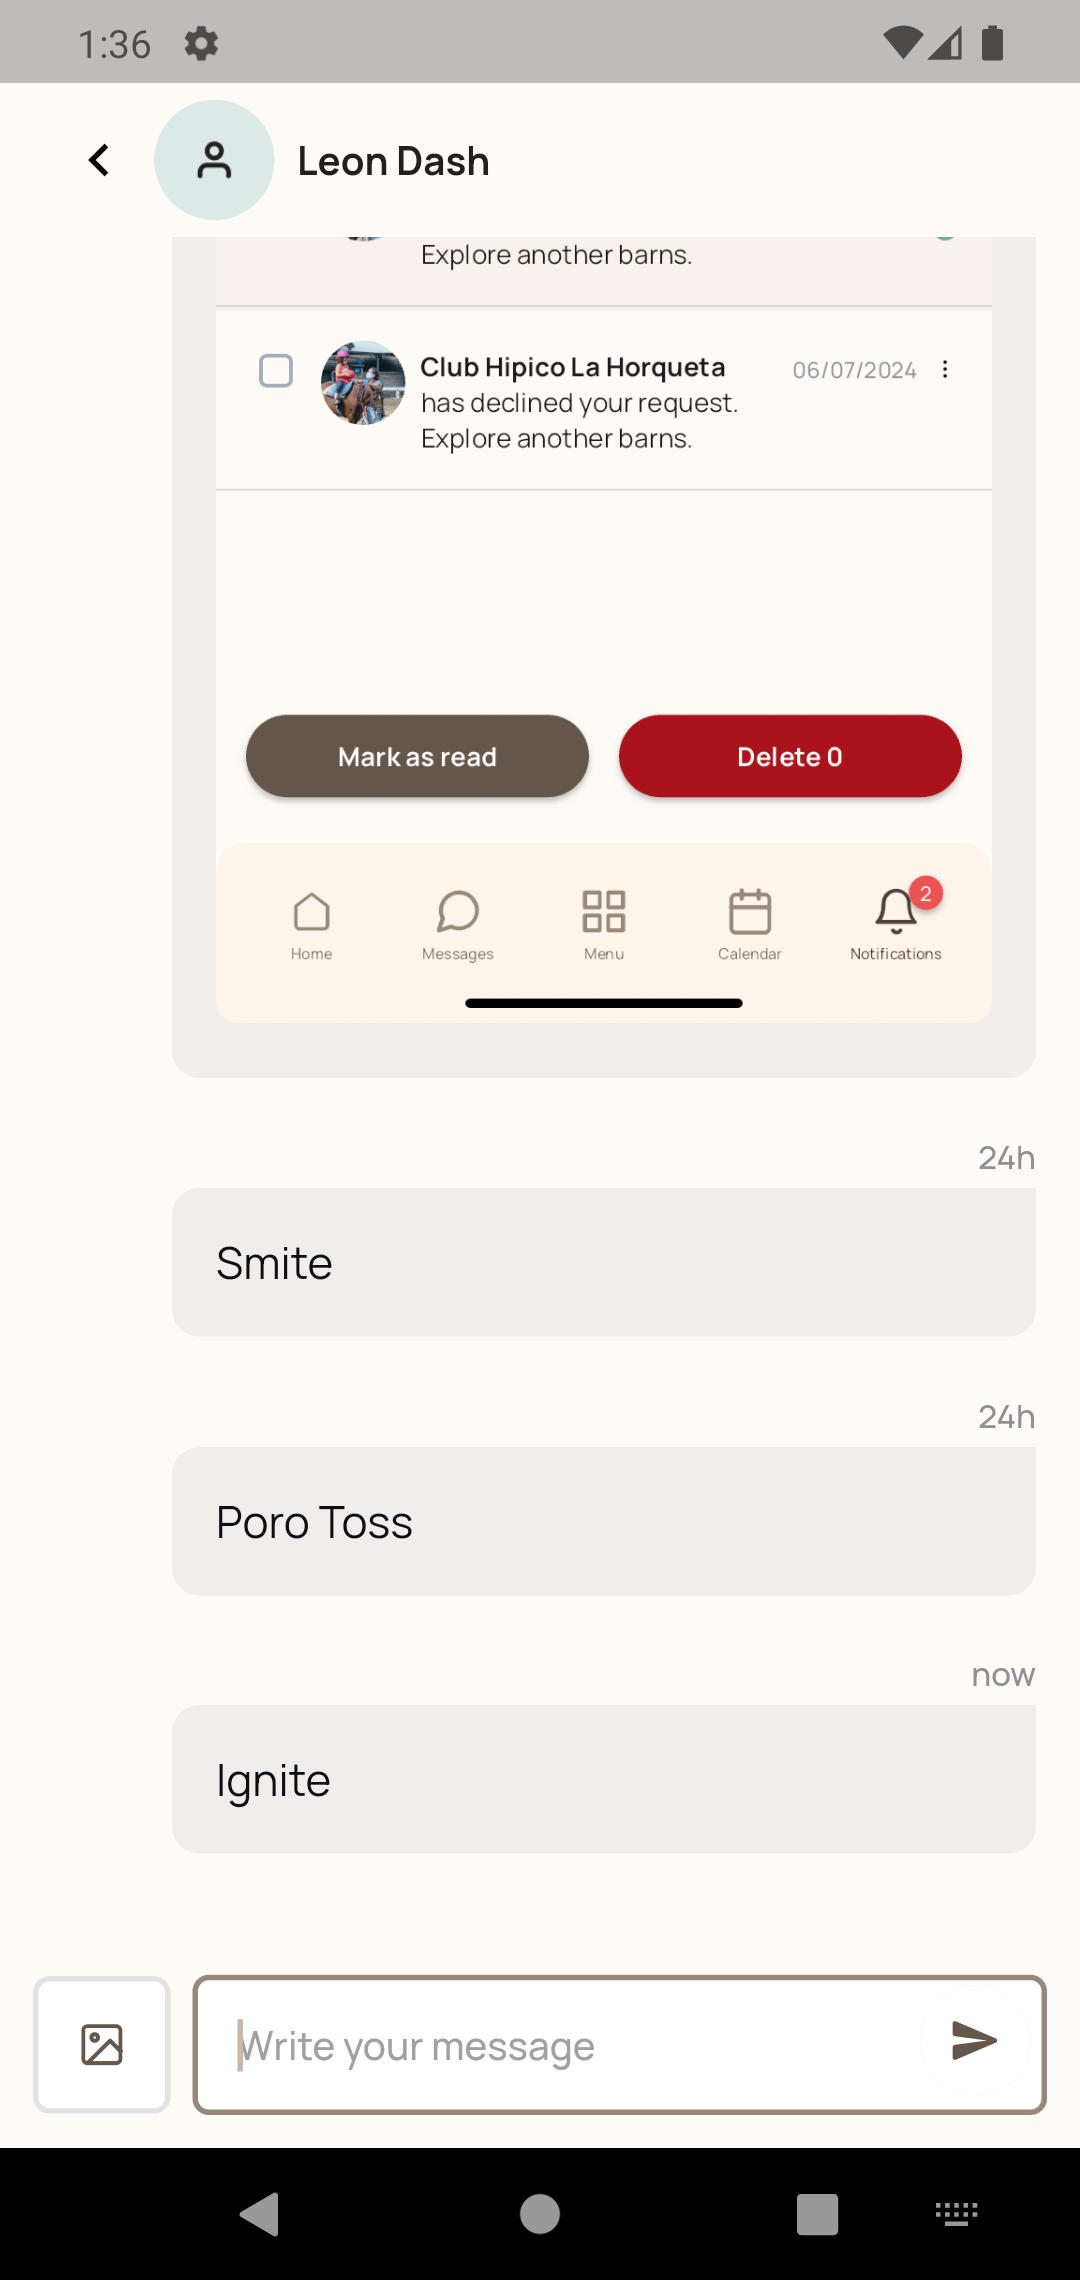 1:36
Leon Dash
Explore another barns.
Club Hipico La Horqueta 06/07/2024
has declined your request.
Explore another barns.
Mark as read Delete 0
2
Home Messages Menu Calendar Notifications
24h
Smite
24h
Poro Toss
now
Ignite
Write your message